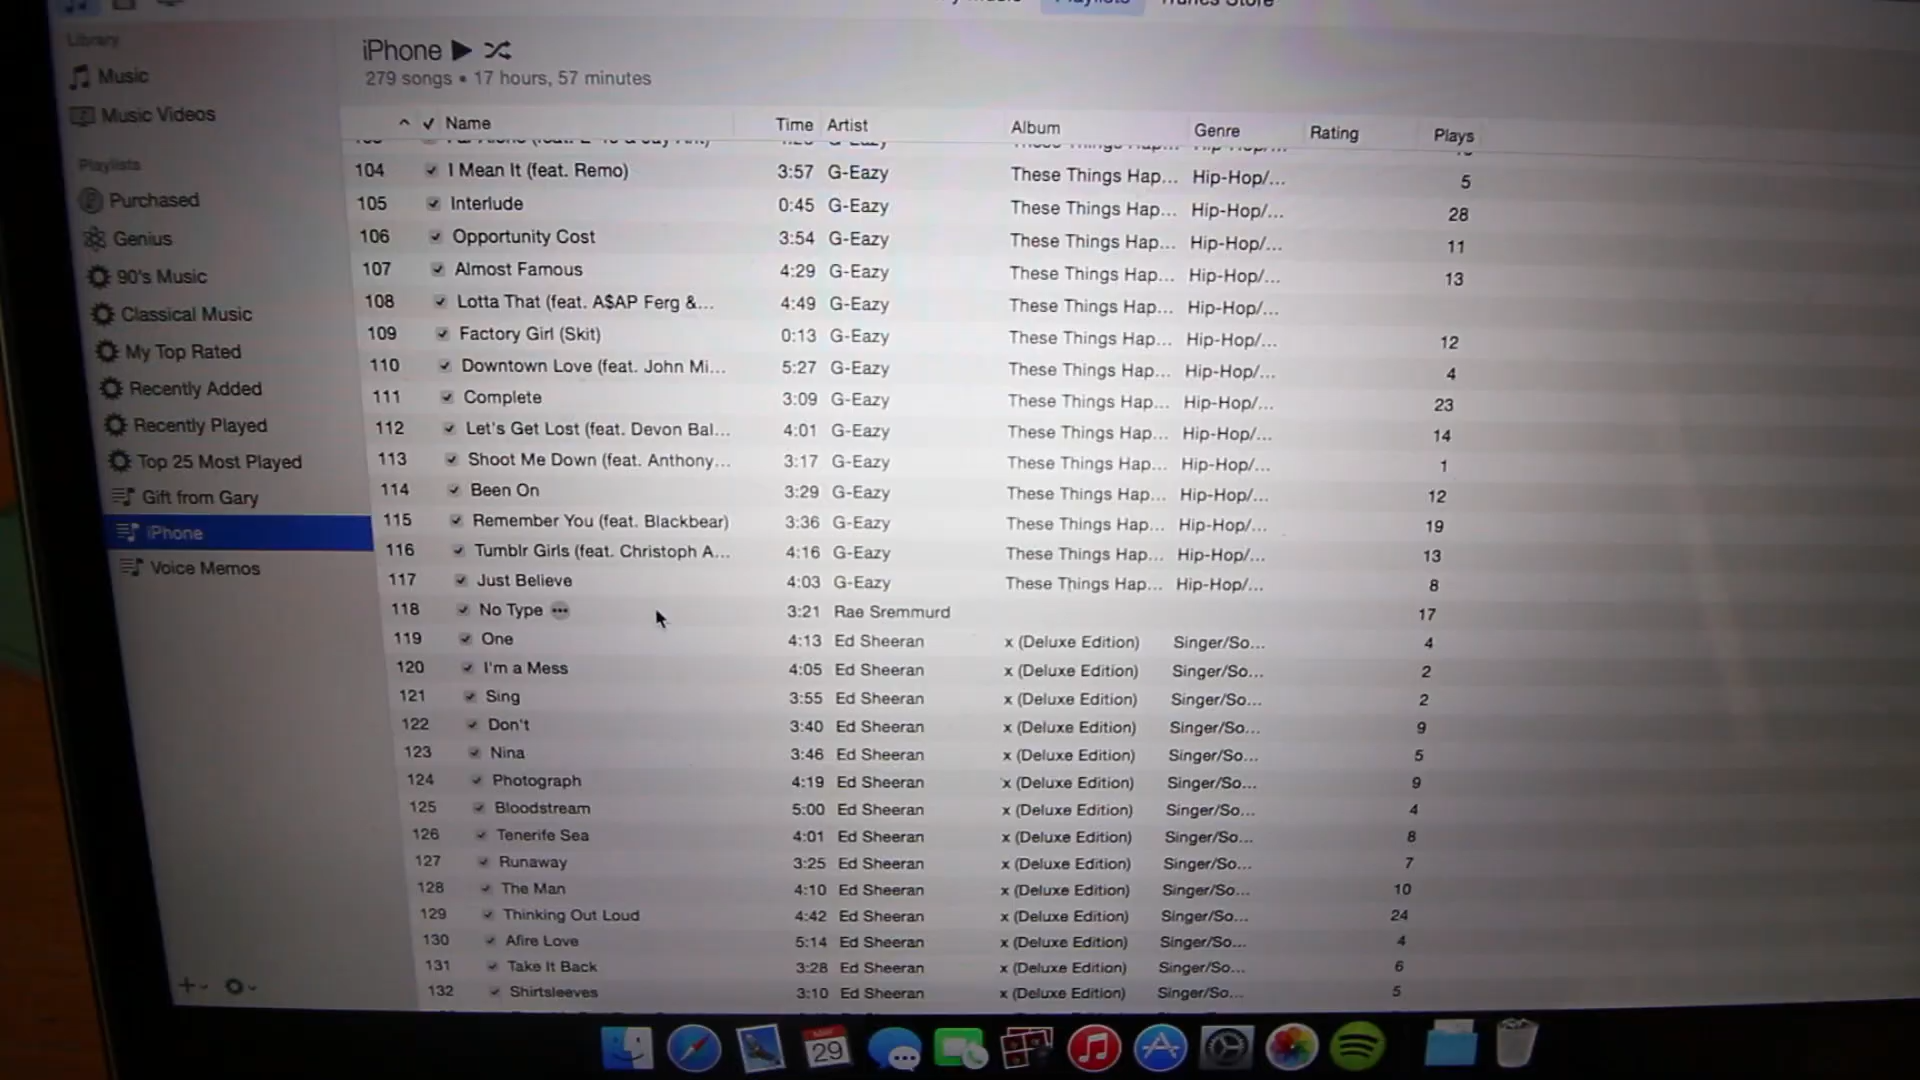 Playlists
iTunes Store
Library
Music
Music Videos
Playlists
Purchased
Genius
90's Music
Classical Music
My Top Rated
Recently Added
Recently Played
Top 25 Most Played
Gift from Gary
iPhone
Voice Memos
iPhone
279 songs • 17 hours, 57 minutes
Name Time Artist Album Genre Rating Plays
104 I Mean It (feat. Remo) 3:57 G-Eazy These Things Hap... Hip-Hop/... 5
105 Interlude 0:45 G-Eazy These Things Hap... Hip-Hop/... 28
106 Opportunity Cost 3:54 G-Eazy These Things Hap... Hip-Hop/... 11
107 Almost Famous 4:29 G-Eazy These Things Hap... Hip-Hop/... 13
108 Lotta That (feat. A$AP Ferg &... 4:49 G-Eazy These Things Hap... Hip-Hop/...
109 Factory Girl (Skit) 0:13 G-Eazy These Things Hap... Hip-Hop/... 12
110 Downtown Love (feat. John Mi... 5:27 G-Eazy These Things Hap... Hip-Hop/... 4
111 Complete 3:09 G-Eazy These Things Hap... Hip-Hop/... 23
112 Let's Get Lost (feat. Devon Bal... 4:01 G-Eazy These Things Hap... Hip-Hop/... 14
113 Shoot Me Down (feat. Anthony... 3:17 G-Eazy These Things Hap... Hip-Hop/... 1
114 Been On 3:29 G-Eazy These Things Hap... Hip-Hop/... 12
115 Remember You (feat. Blackbear) 3:36 G-Eazy These Things Hap... Hip-Hop/... 19
116 Tumblr Girls (feat. Christoph A... 4:16 G-Eazy These Things Hap... Hip-Hop/... 13
117 Just Believe 4:03 G-Eazy These Things Hap... Hip-Hop/... 8
118 No Type 3:21 Rae Sremmurd 17
119 One 4:13 Ed Sheeran x (Deluxe Edition) Singer/So... 4
120 I'm a Mess 4:05 Ed Sheeran x (Deluxe Edition) Singer/So... 2
121 Sing 3:55 Ed Sheeran x (Deluxe Edition) Singer/So... 2
122 Don't 3:40 Ed Sheeran x (Deluxe Edition) Singer/So... 9
123 Nina 3:46 Ed Sheeran x (Deluxe Edition) Singer/So... 5
124 Photograph 4:19 Ed Sheeran x (Deluxe Edition) Singer/So... 9
125 Bloodstream 5:00 Ed Sheeran x (Deluxe Edition) Singer/So... 4
126 Tenerife Sea 4:01 Ed Sheeran x (Deluxe Edition) Singer/So... 8
127 Runaway 3:25 Ed Sheeran x (Deluxe Edition) Singer/So... 7
128 The Man 4:10 Ed Sheeran x (Deluxe Edition) Singer/So... 10
129 Thinking Out Loud 4:42 Ed Sheeran x (Deluxe Edition) Singer/So... 24
130 Afire Love 5:14 Ed Sheeran x (Deluxe Edition) Singer/So... 4
131 Take It Back 3:28 Ed Sheeran x (Deluxe Edition) Singer/So... 6
132 Shirtsleeves 3:10 Ed Sheeran x (Deluxe Edition) Singer/So... 5
29